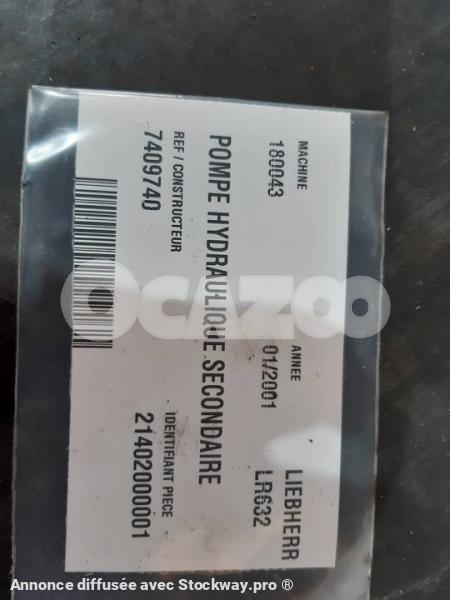 MACHINE
180043
ANNEE
01/2001
LIEBHERR
LR632
POMPE HYDRAULIQUE SECONDAIRE
REF / CONSTRUCTEUR
7409740
IDENTIFIANT PIECE
21402000001
OCAZOO
Annonce diffusée avec Stockway.pro ®